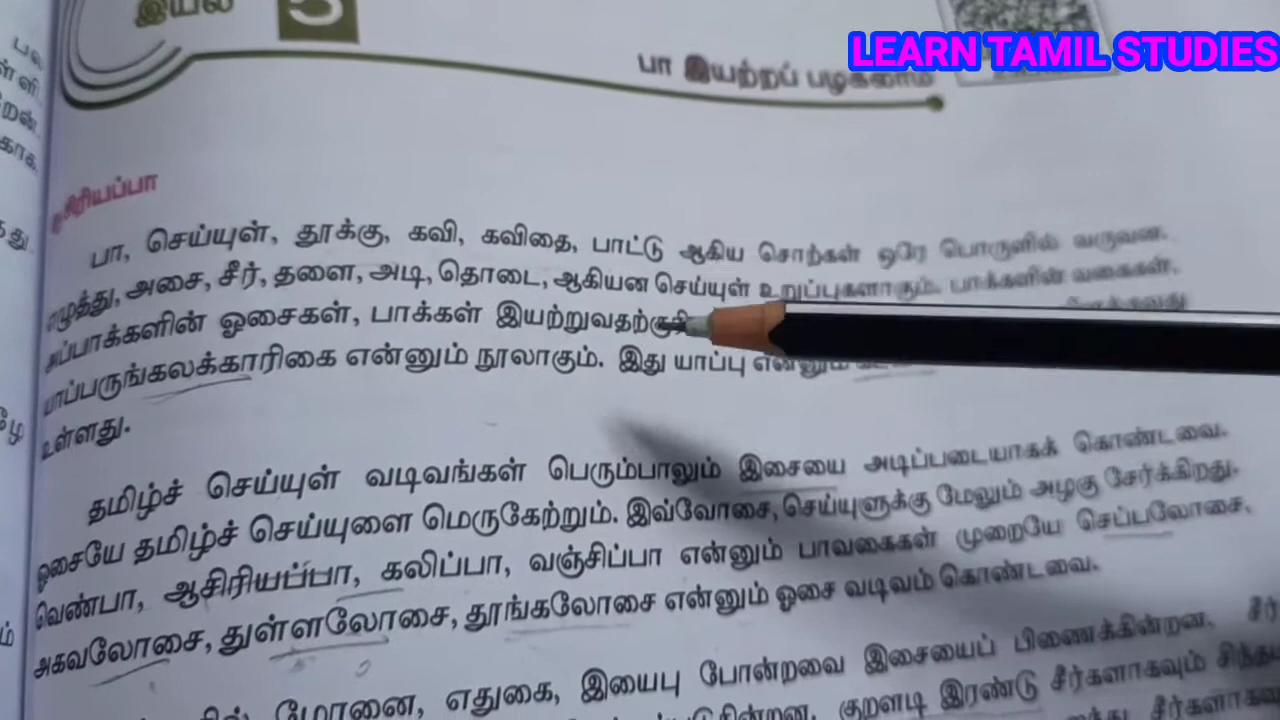 LEARN TAMIL STUDIES
இயல் 5
பா இயற்றப் பழகலாம்
ஆசிரியப்பா
பா, செய்யுள், தூக்கு, கவி, கவிதை, பாட்டு ஆகிய சொற்கள் ஒரே பொருளில் வருவன.
எழுத்து, அசை, சீர், தளை, அடி, தொடை, ஆகியன செய்யுள் உறுப்புகளாகும். பாக்களின் வகைகள்,
அப்பாக்களின் ஓசைகள், பாக்கள் இயற்றுவதற்குரி
யாப்பருங்கலக்காரிகை என்னும் நூலாகும். இது யாப்பு என்னும்
உள்ளது.
தமிழ்ச் செய்யுள் வடிவங்கள் பெரும்பாலும் இசையை அடிப்படையாகக் கொண்டவை.
ஓசையே தமிழ்ச் செய்யுளை மெருகேற்றும். இவ்வோசை, செய்யுளுக்கு மேலும் அழகு சேர்க்கிறது.
வெண்பா, ஆசிரியப்பா, கலிப்பா, வஞ்சிப்பா என்னும் பாவகைகள் முறையே செப்பலோசை,
அகவலோசை, துள்ளலோசை, தூங்கலோசை என்னும் ஓசை வடிவம் கொண்டவை.
மோனை, எதுகை, இயைபு போன்றவை இசையைப் பிணைக்கின்றன. சீர்
குறளடி இரண்டு சீர்களாகவும்